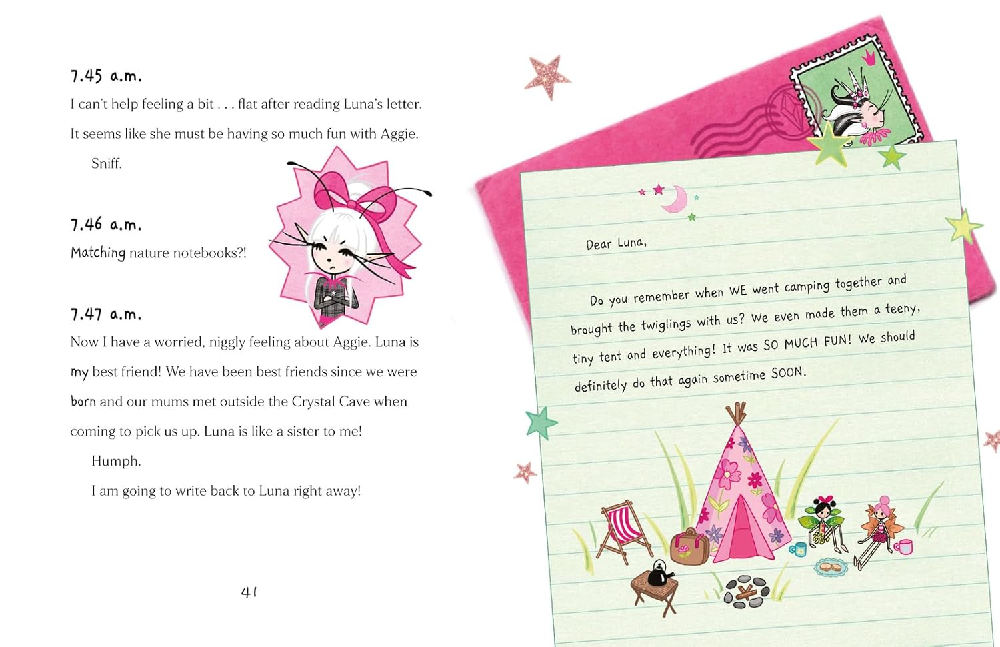 7.45 a.m.
I can’t help feeling a bit . . . flat after reading Luna’s letter.
It seems like she must be having so much fun with Aggie.
Sniff.
7.46 a.m.
Matching nature notebooks?!
7.47 a.m.
Now I have a worried, niggly feeling about Aggie. Luna is
my best friend! We have been best friends since we were
born and our mums met outside the Crystal Cave when
coming to pick us up. Luna is like a sister to me!
Humph.
I am going to write back to Luna right away!
41
Dear Luna,
Do you remember when WE went camping together and
brought the twiglings with us? We even made them a teeny,
tiny tent and everything! It was SO MUCH FUN! We should
definitely do that again sometime SOON.